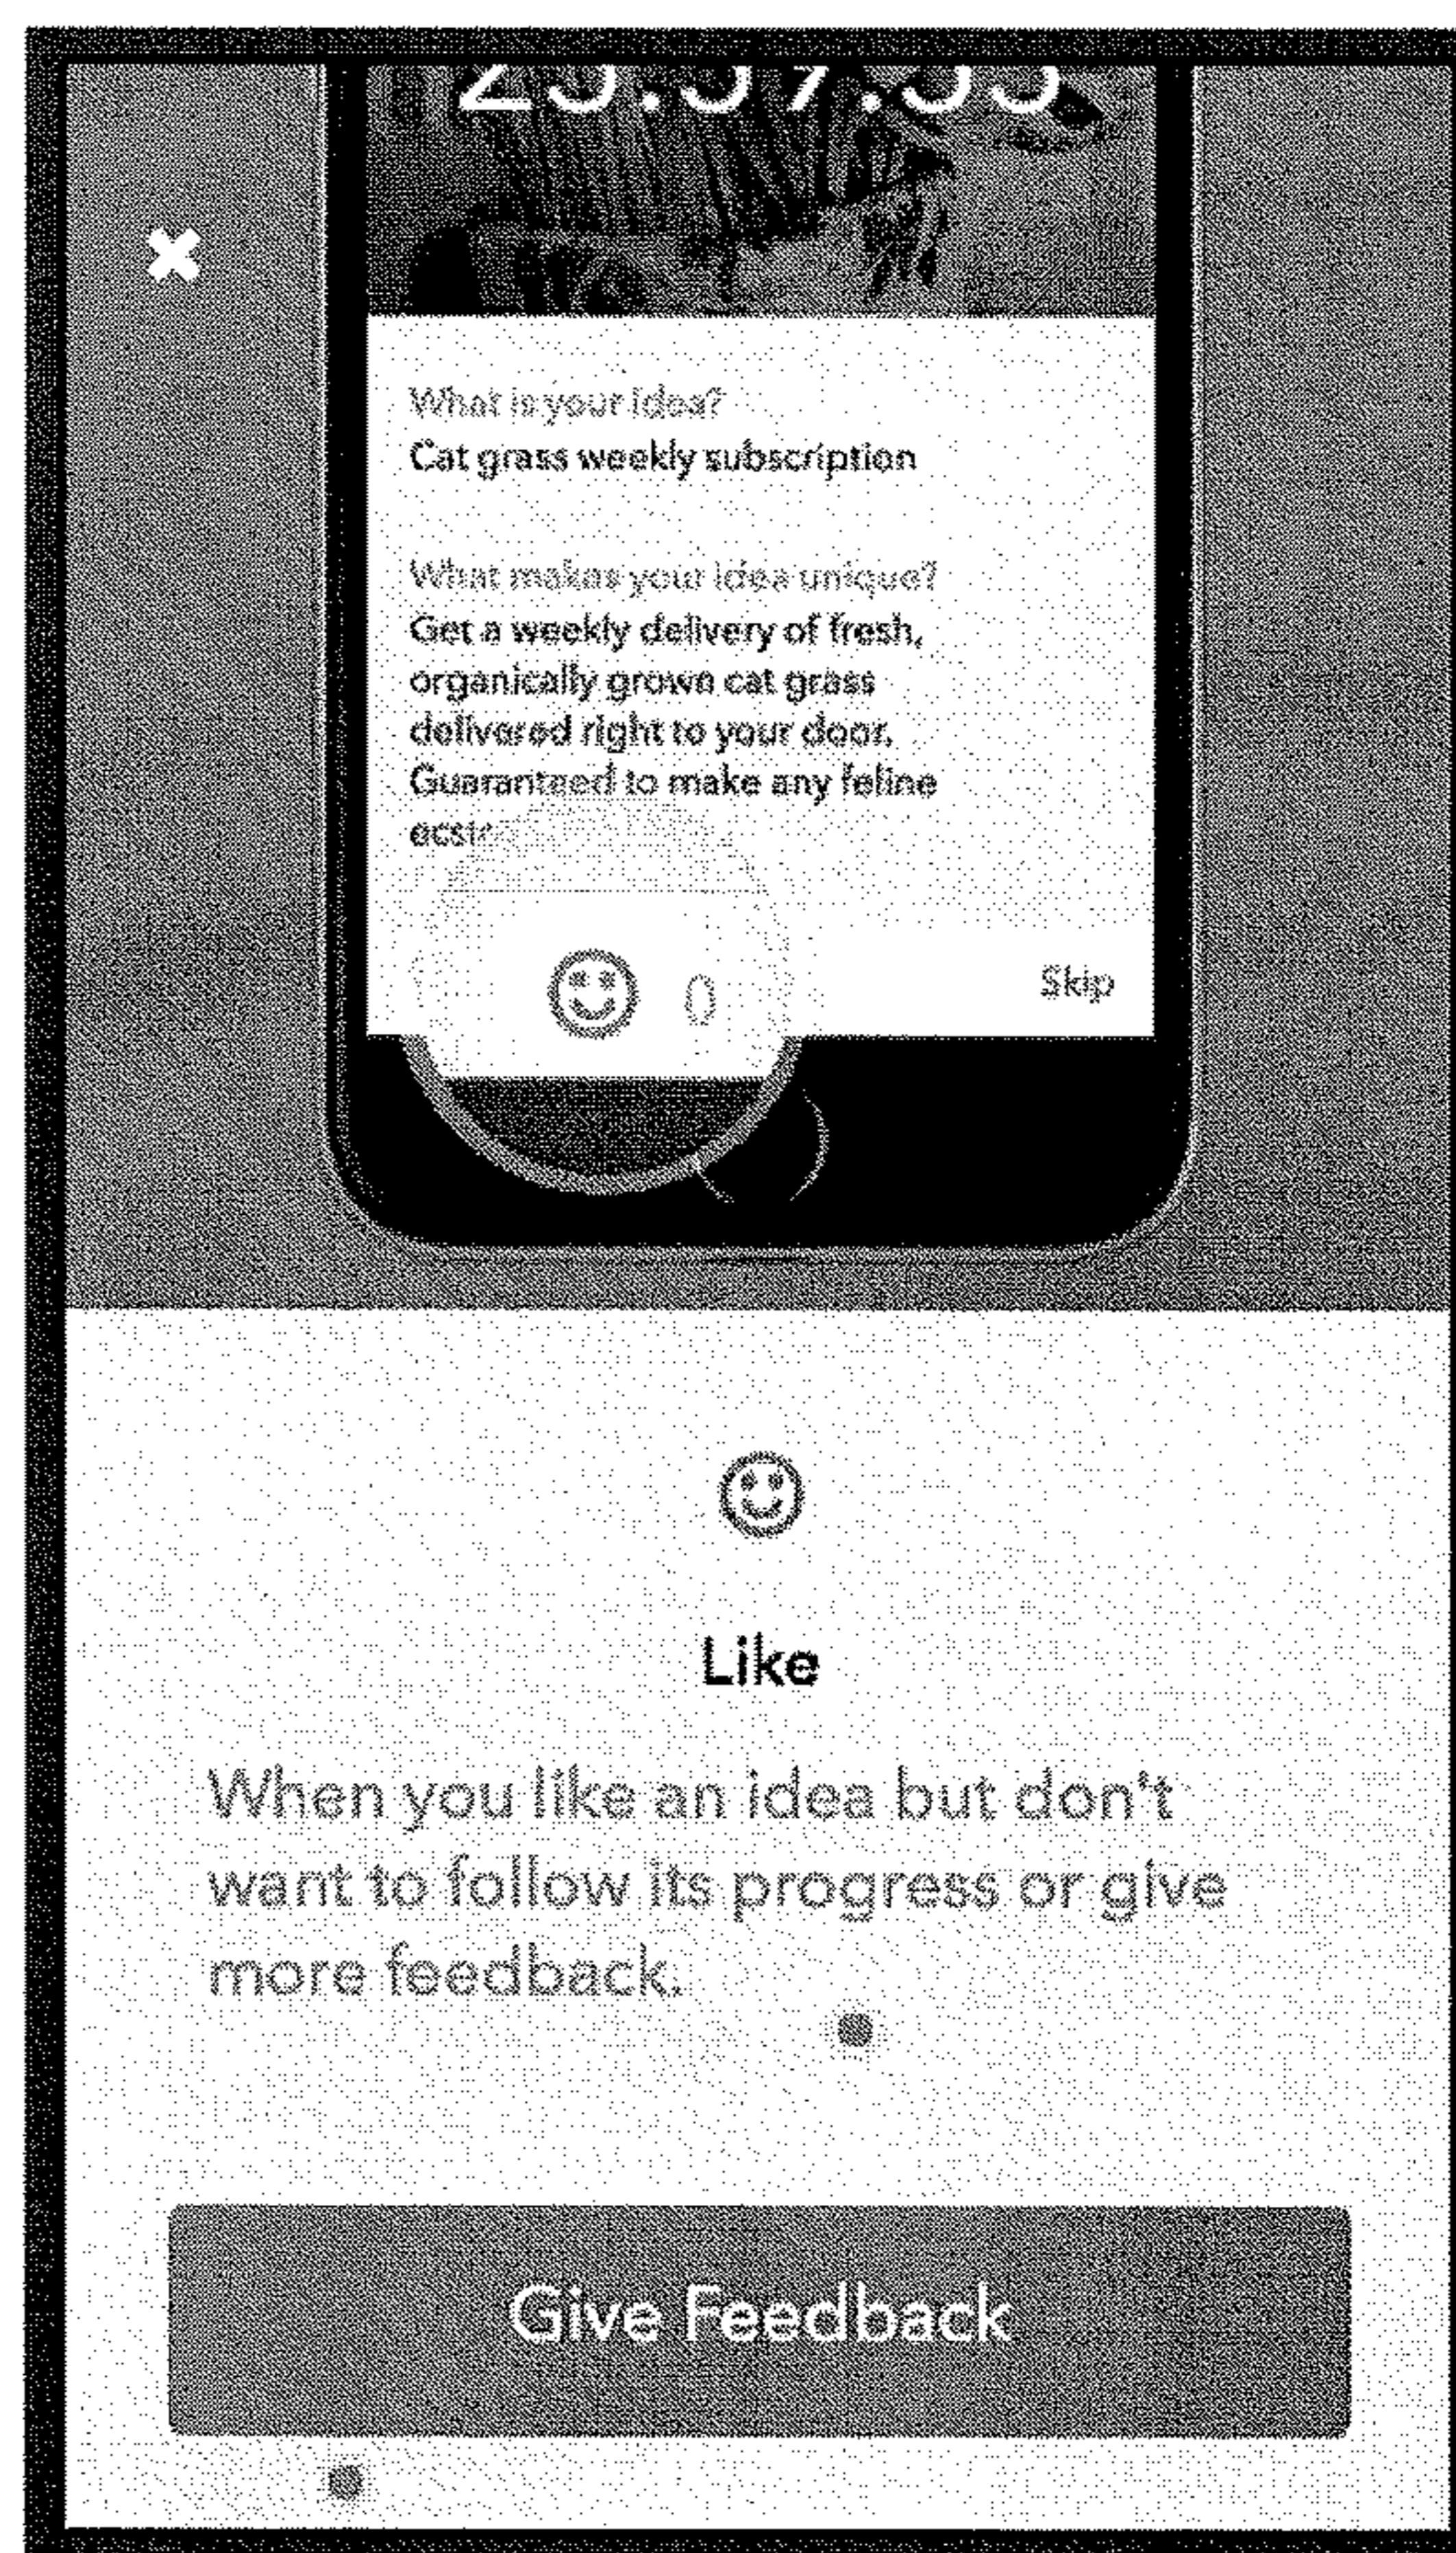 What is your idea?
Cat grass weekly subscription
What makes your idea unique?
Get a weekly delivery of fresh,
organically grown cat grass
delivered right to your door.
Guaranteed to make any feline
0
Skip
Like
When you like an idea but don't
want to follow its progress or give
more feedback.
Give Feedback